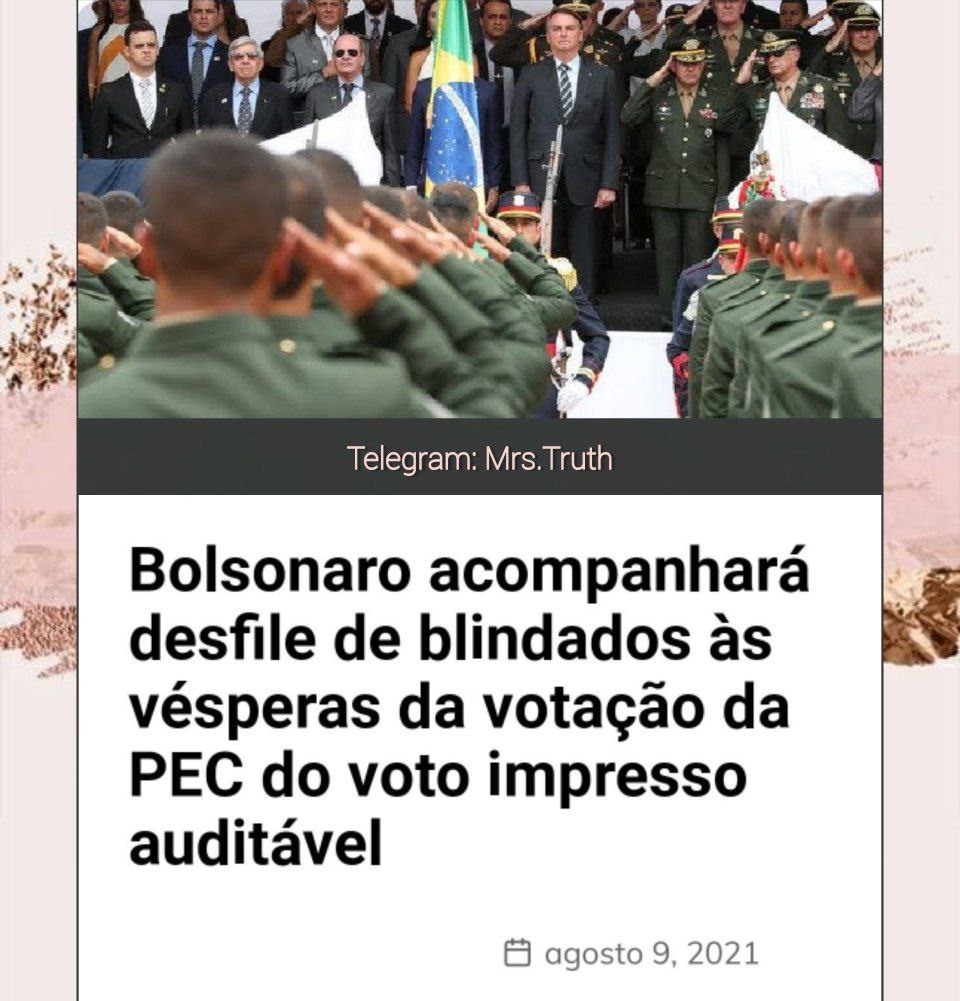 Telegram: Mrs.Truth
Bolsonaro acompanhará
desfile de blindados às
vésperas da votação da
PEC do voto impresso
auditável
agosto 9, 2021